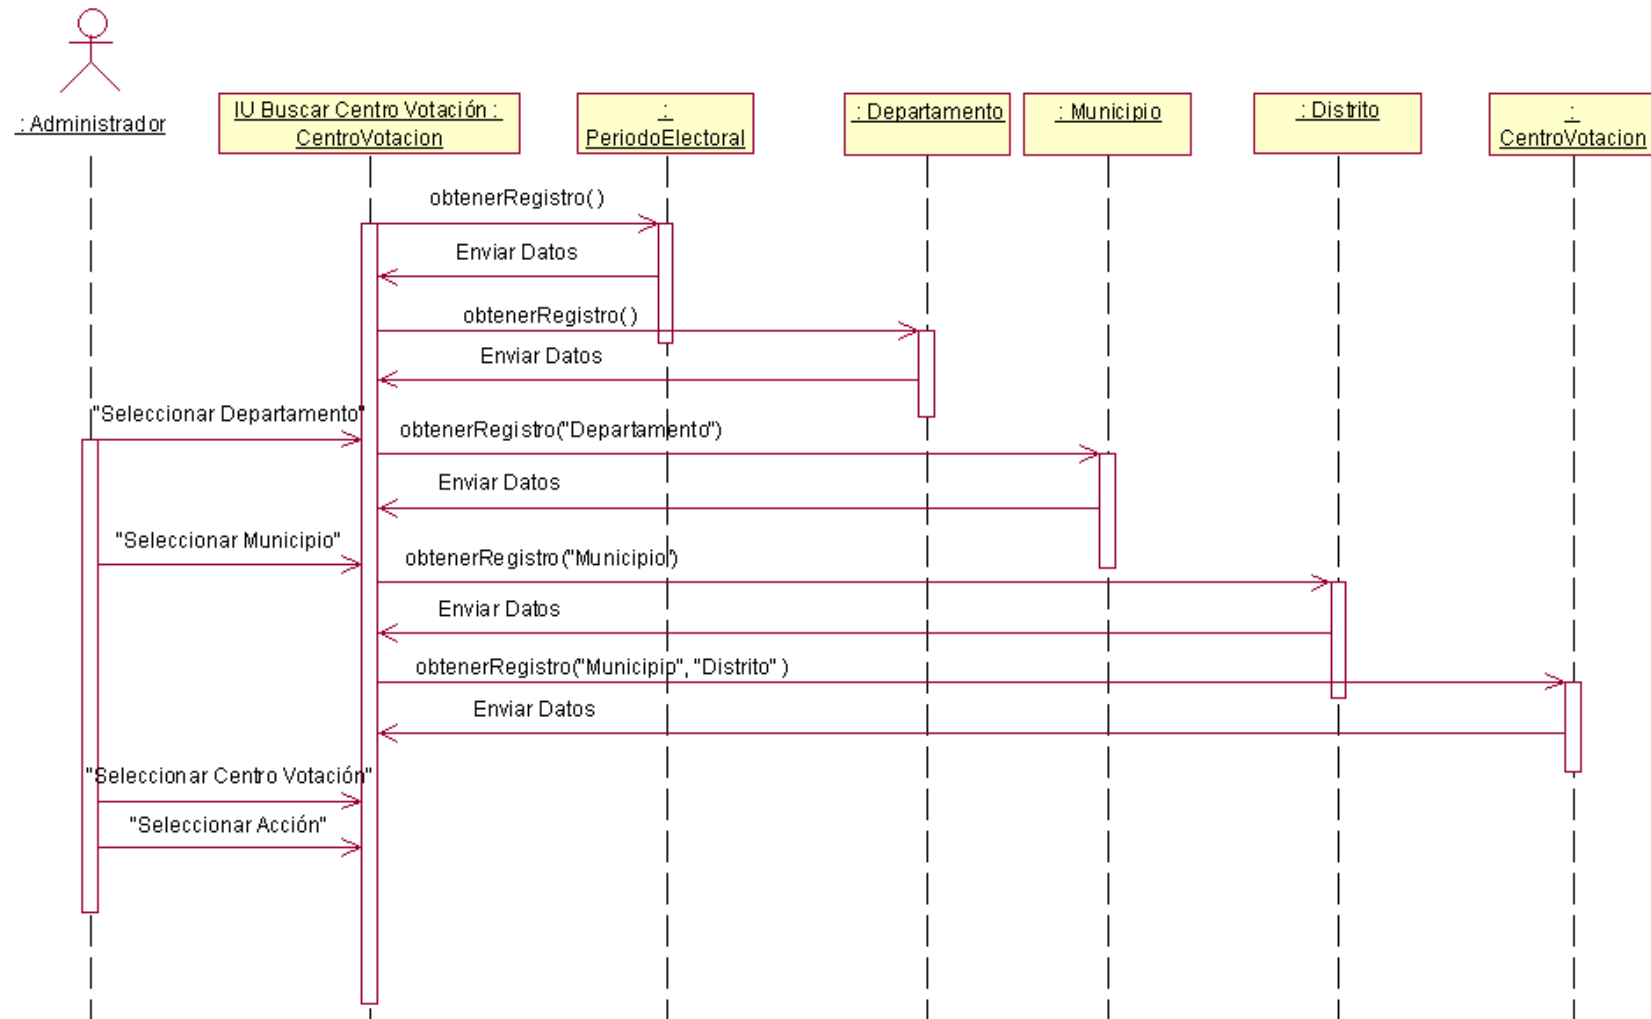 : Administrador
IU Buscar Centro Votación :
CentroVotacion
:
PeriodoElectoral
: Departamento
: Municipio
: Distrito
:
CentroVotacion
obtenerRegistro( )
Enviar Datos
obtenerRegistro( )
Enviar Datos
"Seleccionar Departamento"
obtenerRegistro("Departamento")
Enviar Datos
"Seleccionar Municipio"
obtenerRegistro("Municipio")
Enviar Datos
obtenerRegistro("Municipio", "Distrito" )
Enviar Datos
"Seleccionar Centro Votación"
"Seleccionar Acción"